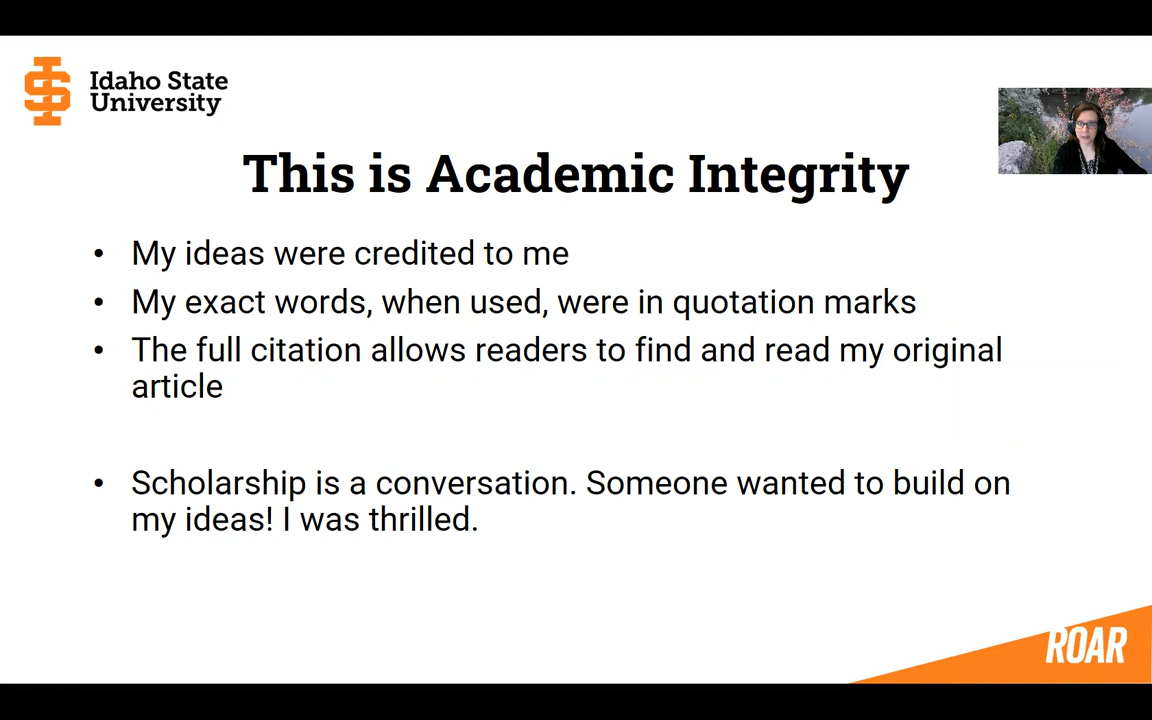 Idaho State
University
This is Academic Integrity
• My ideas were credited to me
• My exact words, when used, were in quotation marks
• The full citation allows readers to find and read my original
article
• Scholarship is a conversation. Someone wanted to build on
my ideas! I was thrilled.
ROAR